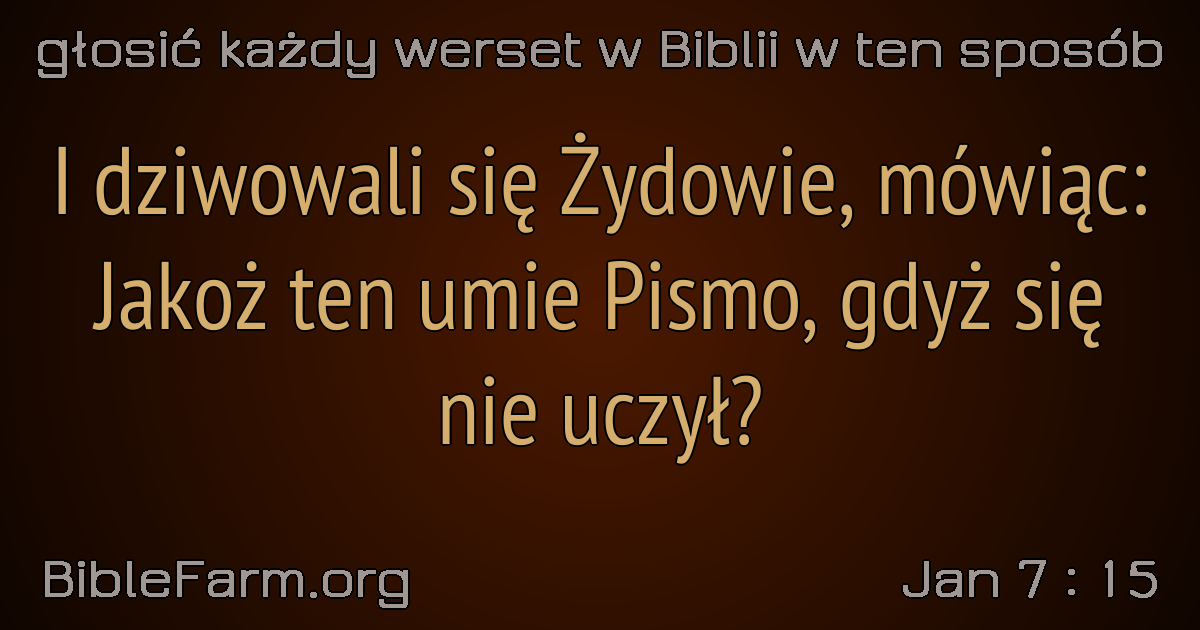 głosić każdy werset w Biblii w ten sposób
I dziwowali się Żydowie, mówiąc:
Jakoż ten umie Pismo, gdyż się
nie uczył?
BibleFarm.org
Jan 7 : 15